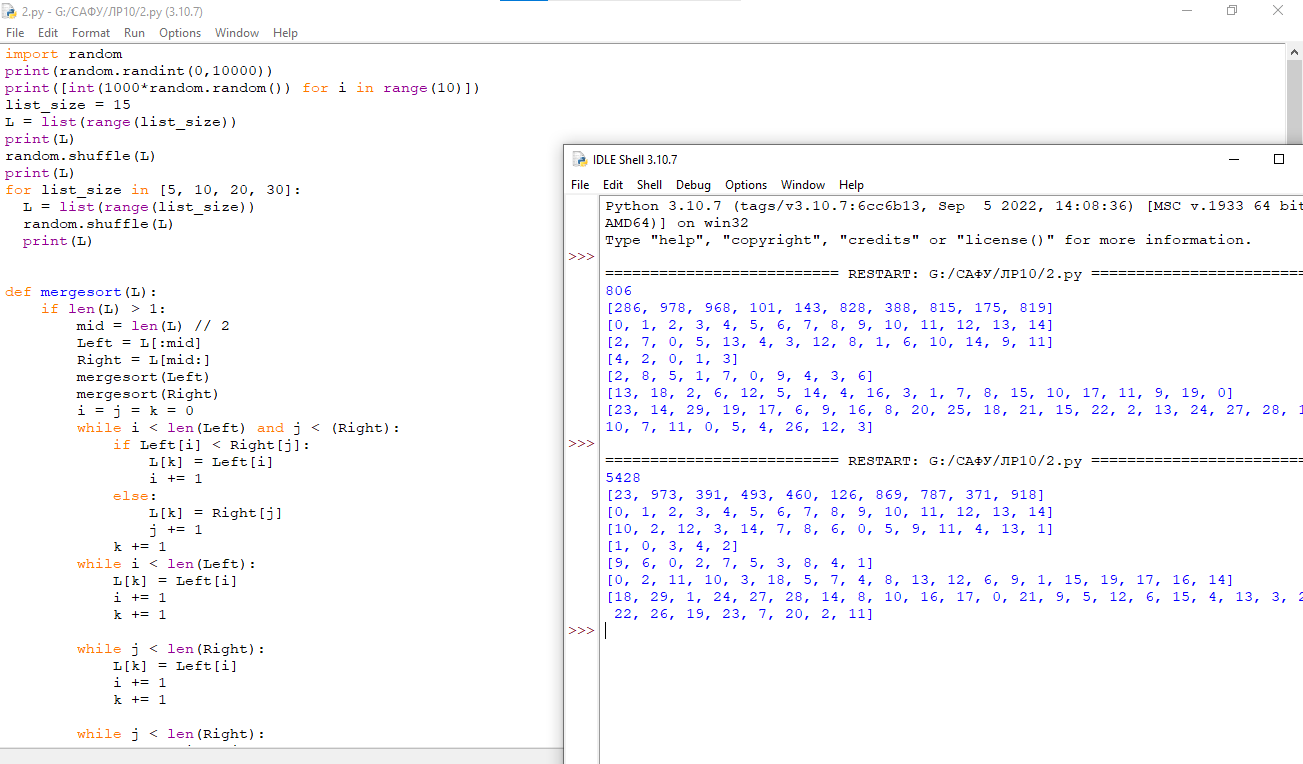 2.py - G:/САФУ/ЛР10/2.py (3.10.7)
File Edit Format Run Options Window Help
import random
print(random.randint(0,10000))
print([int(1000*random.random()) for i in range(10)])
list_size = 15
L = list(range(list_size))
print(L)
random.shuffle(L)
print(L)
for list_size in [5, 10, 20, 30]:
  L = list(range(list_size))
  random.shuffle(L)
  print(L)
def mergesort(L):
    if len(L) > 1:
        mid = len(L) // 2
        Left = L[:mid]
        Right = L[mid:]
        mergesort(Left)
        mergesort(Right)
        i = j = k = 0
        while i < len(Left) and j < (Right):
            if Left[i] < Right[j]:
                L[k] = Left[i]
                i += 1
            else:
                L[k] = Right[j]
                j += 1
            k += 1
        while i < len(Left):
            L[k] = Left[i]
            i += 1
            k += 1
        while j < len(Right):
            L[k] = Left[i]
            i += 1
            k += 1
        while j < len(Right):
IDLE Shell 3.10.7
File Edit Shell Debug Options Window Help
Python 3.10.7 (tags/v3.10.7:6cc6b13, Sep  5 2022, 14:08:36) [MSC v.1933 64 bit
AMD64)] on win32
Type "help", "copyright", "credits" or "license()" for more information.
>>>
========================== RESTART: G:/САФУ/ЛР10/2.py ========================
806
[286, 978, 968, 101, 143, 828, 388, 815, 175, 819]
[0, 1, 2, 3, 4, 5, 6, 7, 8, 9, 10, 11, 12, 13, 14]
[2, 7, 0, 5, 13, 4, 3, 12, 8, 1, 6, 10, 14, 9, 11]
[4, 2, 0, 1, 3]
[2, 8, 5, 1, 7, 0, 9, 4, 3, 6]
[13, 18, 2, 6, 12, 5, 14, 4, 16, 3, 1, 7, 8, 15, 10, 17, 11, 9, 19, 0]
[23, 14, 29, 19, 17, 6, 9, 16, 8, 20, 25, 18, 21, 15, 22, 2, 13, 24, 27, 28, 1
10, 7, 11, 0, 5, 4, 26, 12, 3]
>>>
========================== RESTART: G:/САФУ/ЛР10/2.py ========================
5428
[23, 973, 391, 493, 460, 126, 869, 787, 371, 918]
[0, 1, 2, 3, 4, 5, 6, 7, 8, 9, 10, 11, 12, 13, 14]
[10, 2, 12, 3, 14, 7, 8, 6, 0, 5, 9, 11, 4, 13, 1]
[1, 0, 3, 4, 2]
[9, 6, 0, 2, 7, 5, 3, 8, 4, 1]
[0, 2, 11, 10, 3, 18, 5, 7, 4, 8, 13, 12, 6, 9, 1, 15, 19, 17, 16, 14]
[18, 29, 1, 24, 27, 28, 14, 8, 10, 16, 17, 0, 21, 9, 5, 12, 6, 15, 4, 13, 3, 2
 22, 26, 19, 23, 7, 20, 2, 11]
>>>